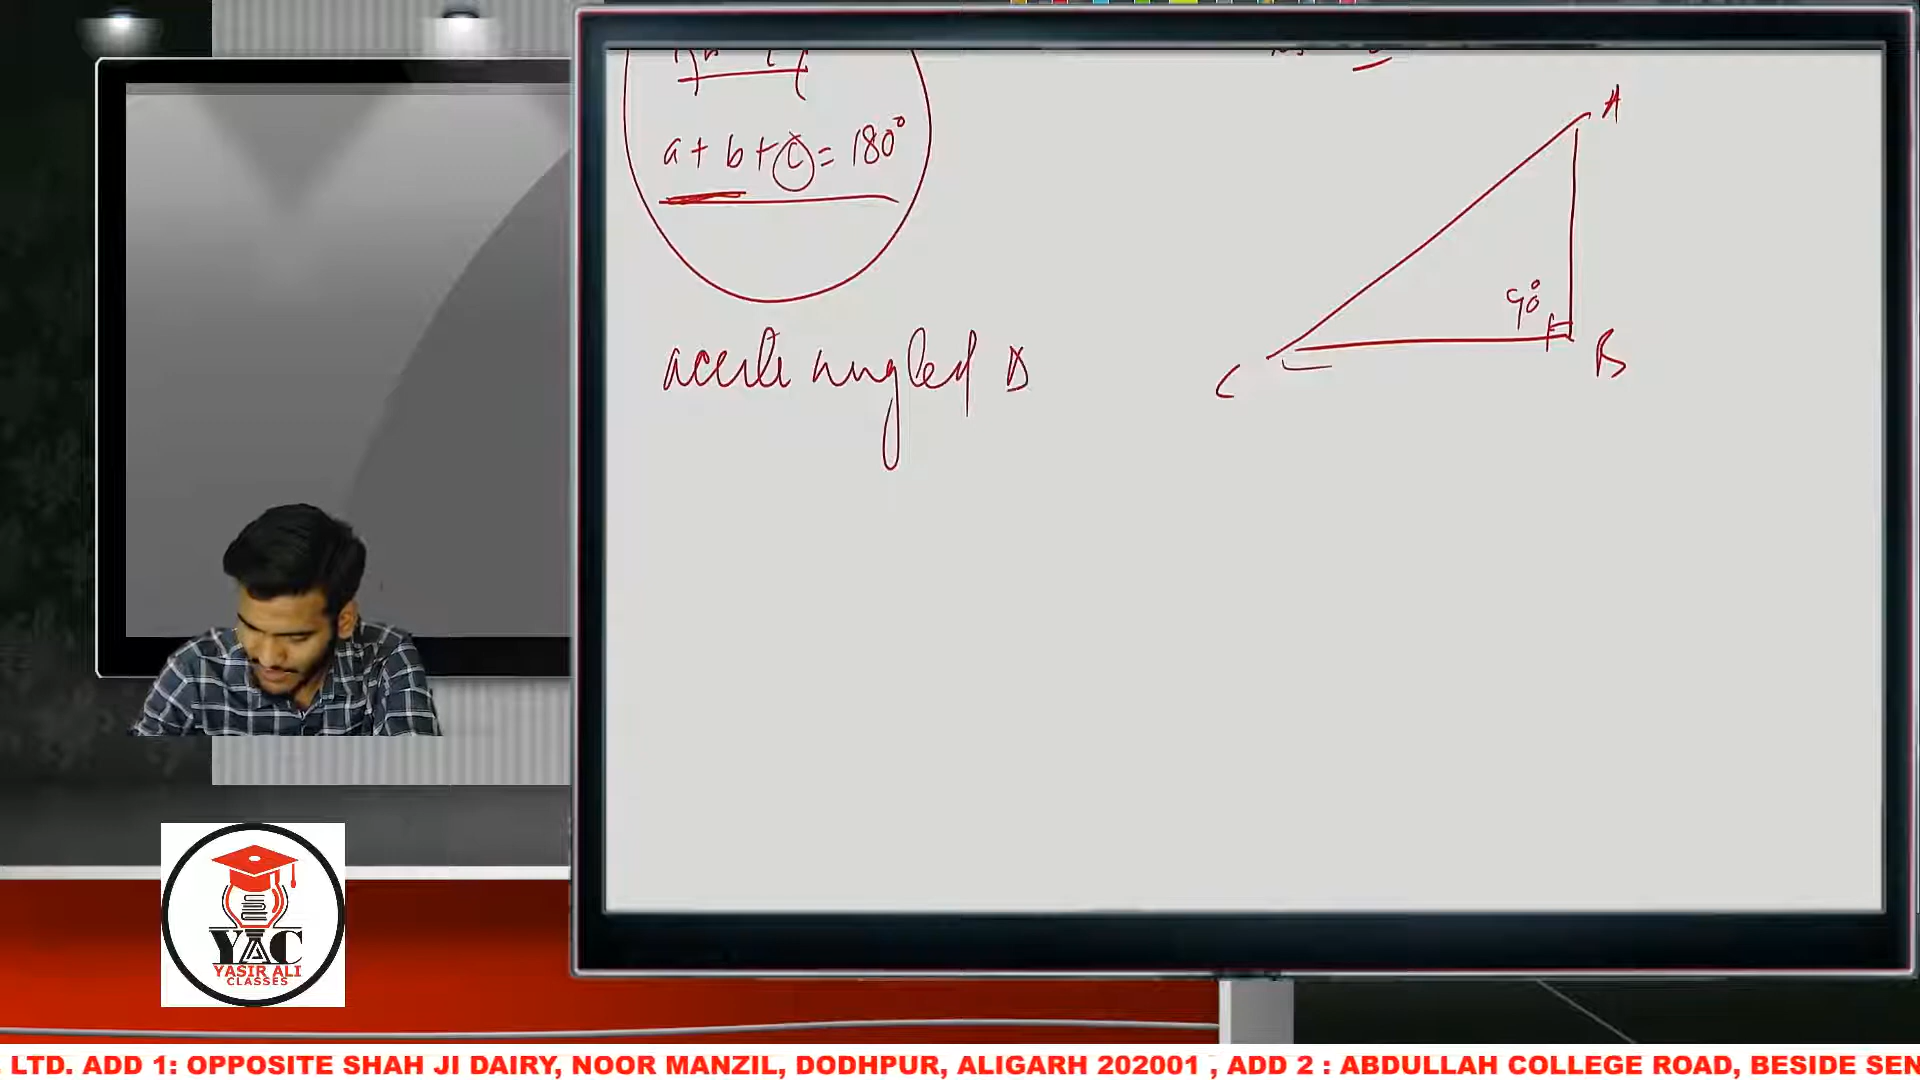 a + b + c = 180°
A
90°
B
C
acute angled Δ
YAC
YASIR ALI
CLASSES
LTD. ADD 1: OPPOSITE SHAH JI DAIRY, NOOR MANZIL, DODHPUR, ALIGARH 202001 , ADD 2 : ABDULLAH COLLEGE ROAD, BESIDE SEN